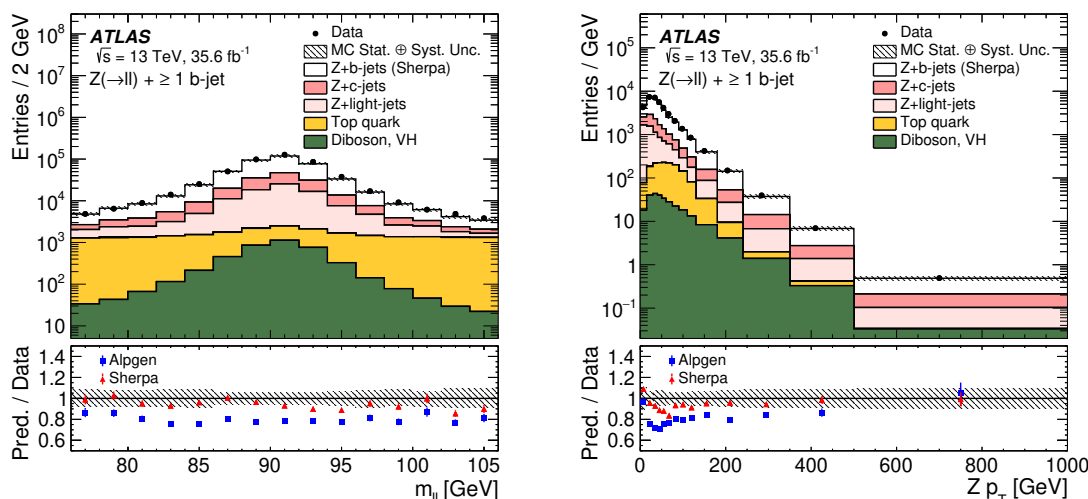 Entries / 2 GeV
10⁸
10⁷
10⁶
10⁵
10⁴
10³
10²
10
ATLAS
√s = 13 TeV, 35.6 fb⁻¹
Z(→ll) + ≥ 1 b-jet
Data
MC Stat. ⊕ Syst. Unc.
Z+b-jets (Sherpa)
Z+c-jets
Z+light-jets
Top quark
Diboson, VH
Pred. / Data
1.4
1.2
1.0
0.8
0.6
Alpgen
Sherpa
80 85 90 95 100 105
m_ll [GeV]
Entries / GeV
10⁵
10⁴
10³
10²
10
1
10⁻¹
ATLAS
√s = 13 TeV, 35.6 fb⁻¹
Z(→ll) + ≥ 1 b-jet
Data
MC Stat. ⊕ Syst. Unc.
Z+b-jets (Sherpa)
Z+c-jets
Z+light-jets
Top quark
Diboson, VH
Pred. / Data
1.4
1.2
1.0
0.8
0.6
Alpgen
Sherpa
0 200 400 600 800 1000
Z p_T [GeV]